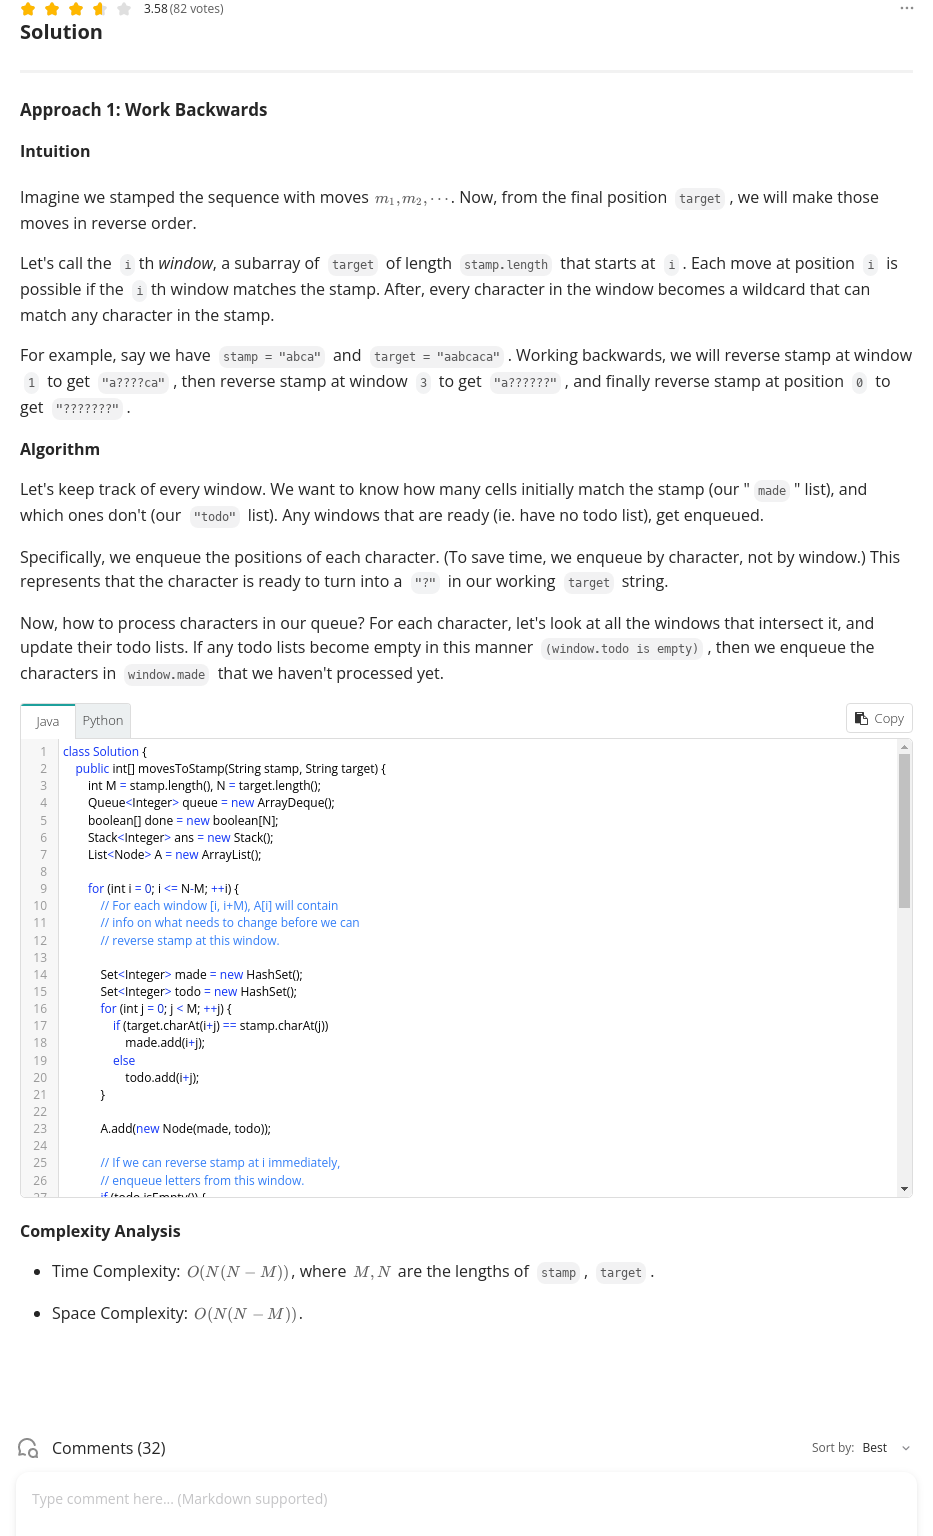 3.58 (82 votes)
Solution
Approach 1: Work Backwards
Intuition
Imagine we stamped the sequence with moves m₁, m₂, ⋯. Now, from the final position target , we will make those
moves in reverse order.
Let's call the i th window, a subarray of target of length stamp.length that starts at i . Each move at position i is
possible if the i th window matches the stamp. After, every character in the window becomes a wildcard that can
match any character in the stamp.
For example, say we have stamp = "abca" and target = "aabcaca" . Working backwards, we will reverse stamp at window
1 to get "a????ca" , then reverse stamp at window 3 to get "a??????" , and finally reverse stamp at position 0 to
get "???????" .
Algorithm
Let's keep track of every window. We want to know how many cells initially match the stamp (our " made " list), and
which ones don't (our "todo" list). Any windows that are ready (ie. have no todo list), get enqueued.
Specifically, we enqueue the positions of each character. (To save time, we enqueue by character, not by window.) This
represents that the character is ready to turn into a "?" in our working target string.
Now, how to process characters in our queue? For each character, let's look at all the windows that intersect it, and
update their todo lists. If any todo lists become empty in this manner (window.todo is empty) , then we enqueue the
characters in window.made that we haven't processed yet.
Java Python Copy
1 class Solution {
2 public int[] movesToStamp(String stamp, String target) {
3 int M = stamp.length(), N = target.length();
4 Queue<Integer> queue = new ArrayDeque();
5 boolean[] done = new boolean[N];
6 Stack<Integer> ans = new Stack();
7 List<Node> A = new ArrayList();
8
9 for (int i = 0; i <= N-M; ++i) {
10 // For each window [i, i+M), A[i] will contain
11 // info on what needs to change before we can
12 // reverse stamp at this window.
13
14 Set<Integer> made = new HashSet();
15 Set<Integer> todo = new HashSet();
16 for (int j = 0; j < M; ++j) {
17 if (target.charAt(i+j) == stamp.charAt(j))
18 made.add(i+j);
19 else
20 todo.add(i+j);
21 }
22
23 A.add(new Node(made, todo));
24
25 // If we can reverse stamp at i immediately,
26 // enqueue letters from this window.
27 if (todo.isEmpty()) {
Complexity Analysis
Time Complexity: O(N(N − M)), where M, N are the lengths of stamp , target .
Space Complexity: O(N(N − M)).
Comments (32) Sort by: Best
Type comment here... (Markdown supported)